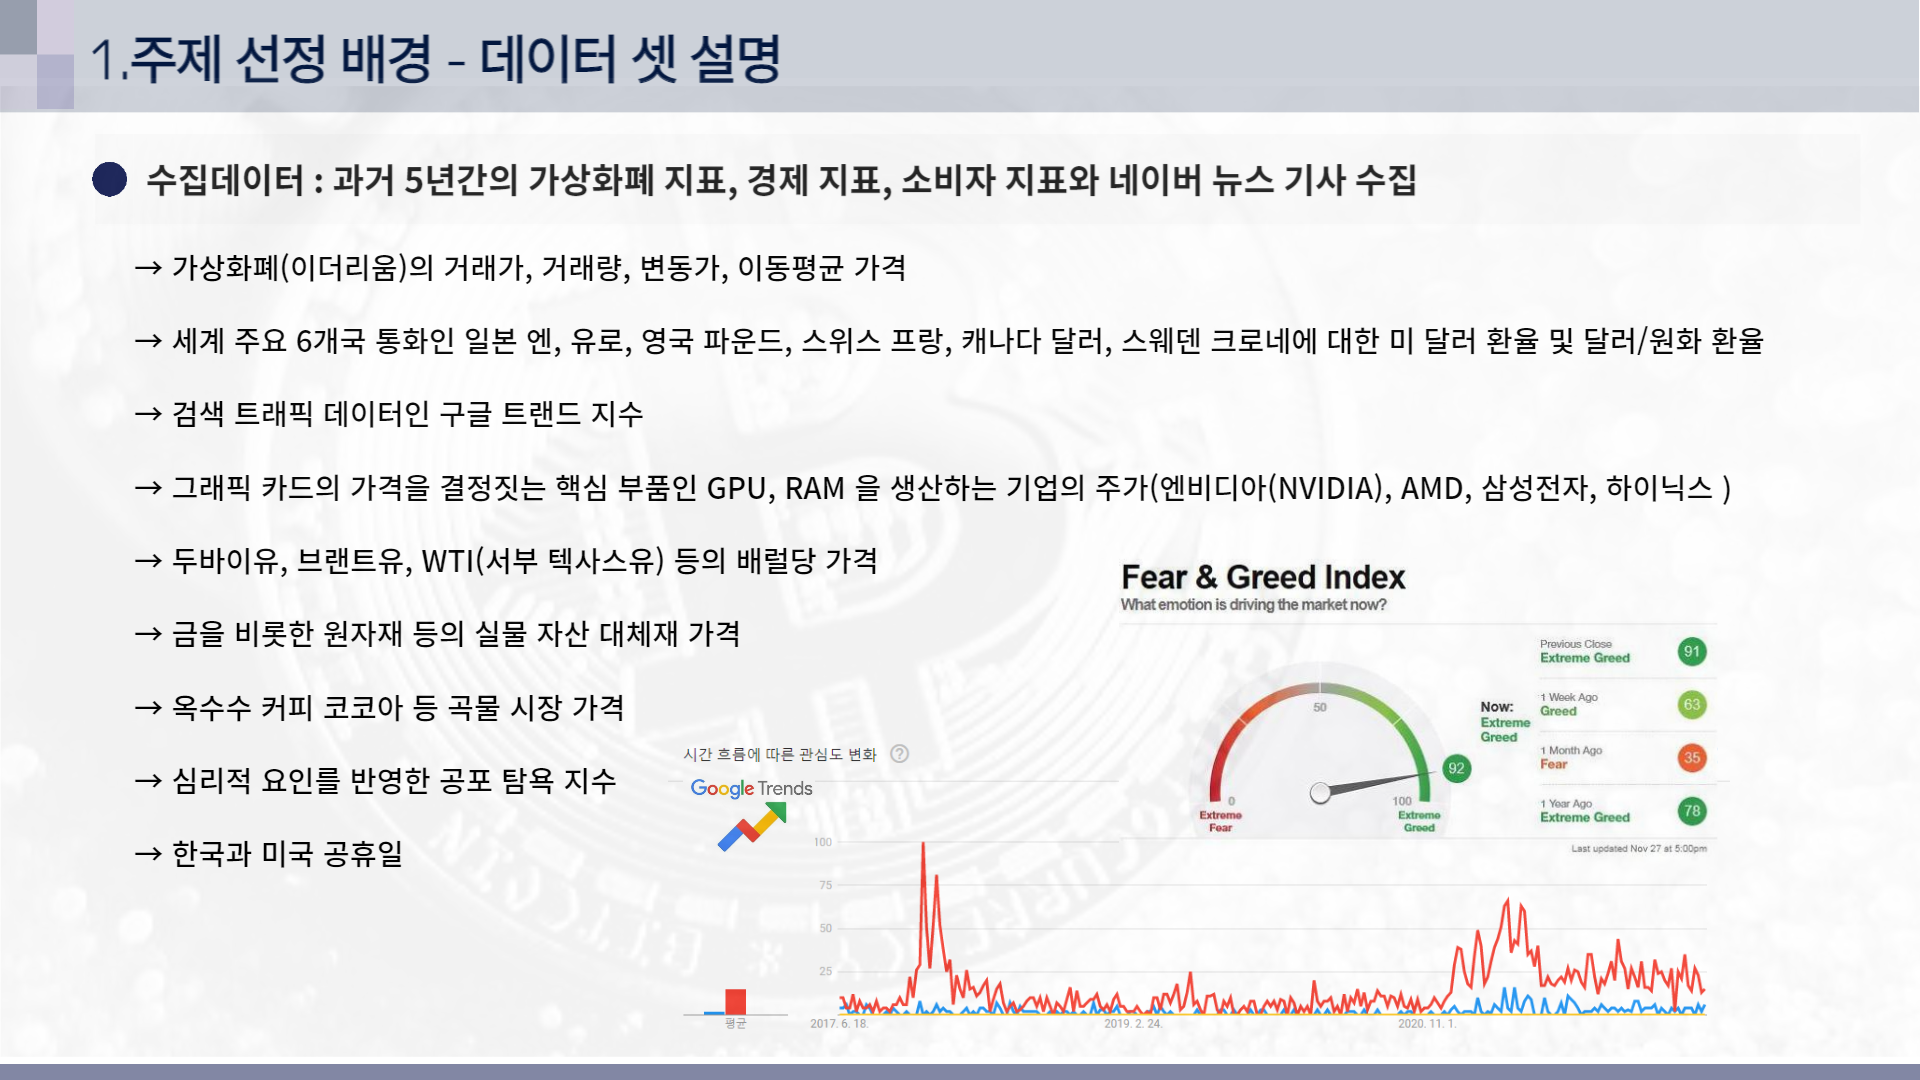 1.주제 선정 배경 - 데이터 셋 설명
수집데이터 : 과거 5년간의 가상화폐 지표, 경제 지표, 소비자 지표와 네이버 뉴스 기사 수집
→ 가상화폐(이더리움)의 거래가, 거래량, 변동가, 이동평균 가격
→ 세계 주요 6개국 통화인 일본 엔, 유로, 영국 파운드, 스위스 프랑, 캐나다 달러, 스웨덴 크로네에 대한 미 달러 환율 및 달러/원화 환율
→ 검색 트래픽 데이터인 구글 트랜드 지수
→ 그래픽 카드의 가격을 결정짓는 핵심 부품인 GPU, RAM 을 생산하는 기업의 주가(엔비디아(NVIDIA), AMD, 삼성전자, 하이닉스 )
→ 두바이유, 브랜트유, WTI(서부 텍사스유) 등의 배럴당 가격
→ 금을 비롯한 원자재 등의 실물 자산 대체재 가격
→ 옥수수 커피 코코아 등 곡물 시장 가격
→ 심리적 요인를 반영한 공포 탐욕 지수
→ 한국과 미국 공휴일
Fear & Greed Index
What emotion is driving the market now?
0
50
100
Extreme
Fear
Extreme
Greed
92
Now:
Extreme
Greed
Previous Close
Extreme Greed
91
1 Week Ago
Greed
63
1 Month Ago
Fear
35
1 Year Ago
Extreme Greed
78
Last updated Nov 27 at 5:00pm
시간 흐름에 따른 관심도 변화 ?
Google Trends
100
75
50
25
평균
2017. 6. 18.
2019. 2. 24.
2020. 11. 1.